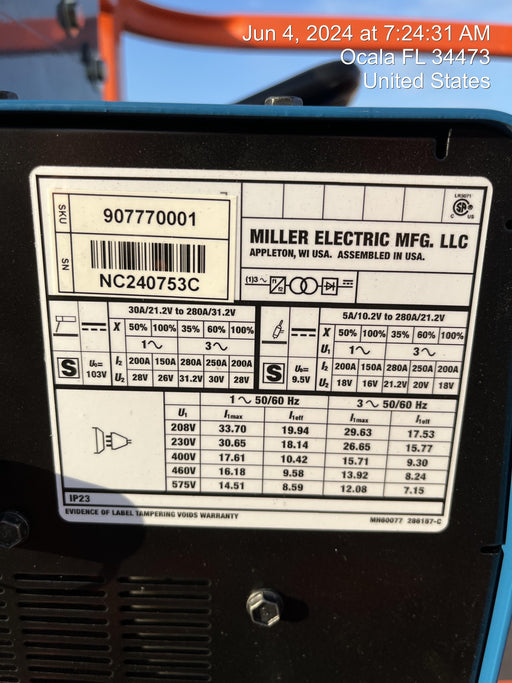 Jun 4, 2024 at 7:24:31 AM
Ocala FL 34473
United States
SKU 907770001
SN NC240753C
LR3071
C US
MILLER ELECTRIC MFG. LLC
APPLETON, WI USA. ASSEMBLED IN USA.
(1)3~ f1 f2
30A/21.2V to 280A/31.2V
X 50% 100% 35% 60% 100%
1~ 3~
S U₀= 103V
I₂ 200A 150A 280A 250A 200A
U₂ 28V 26V 31.2V 30V 28V
5A/10.2V to 280A/21.2V
X 50% 100% 35% 60% 100%
U₁ 1~ 3~
S U₀= 9.5V
I₂ 200A 150A 280A 250A 200A
U₂ 18V 16V 21.2V 20V 18V
1~ 50/60 Hz 3~ 50/60 Hz
U₁ I1max I1eff I1max I1eff
208V 33.70 19.94 29.63 17.53
230V 30.65 18.14 26.65 15.77
400V 17.61 10.42 15.71 9.30
460V 16.18 9.58 13.92 8.24
575V 14.51 8.59 12.08 7.15
IP23
EVIDENCE OF LABEL TAMPERING VOIDS WARRANTY MH60077 286187-C